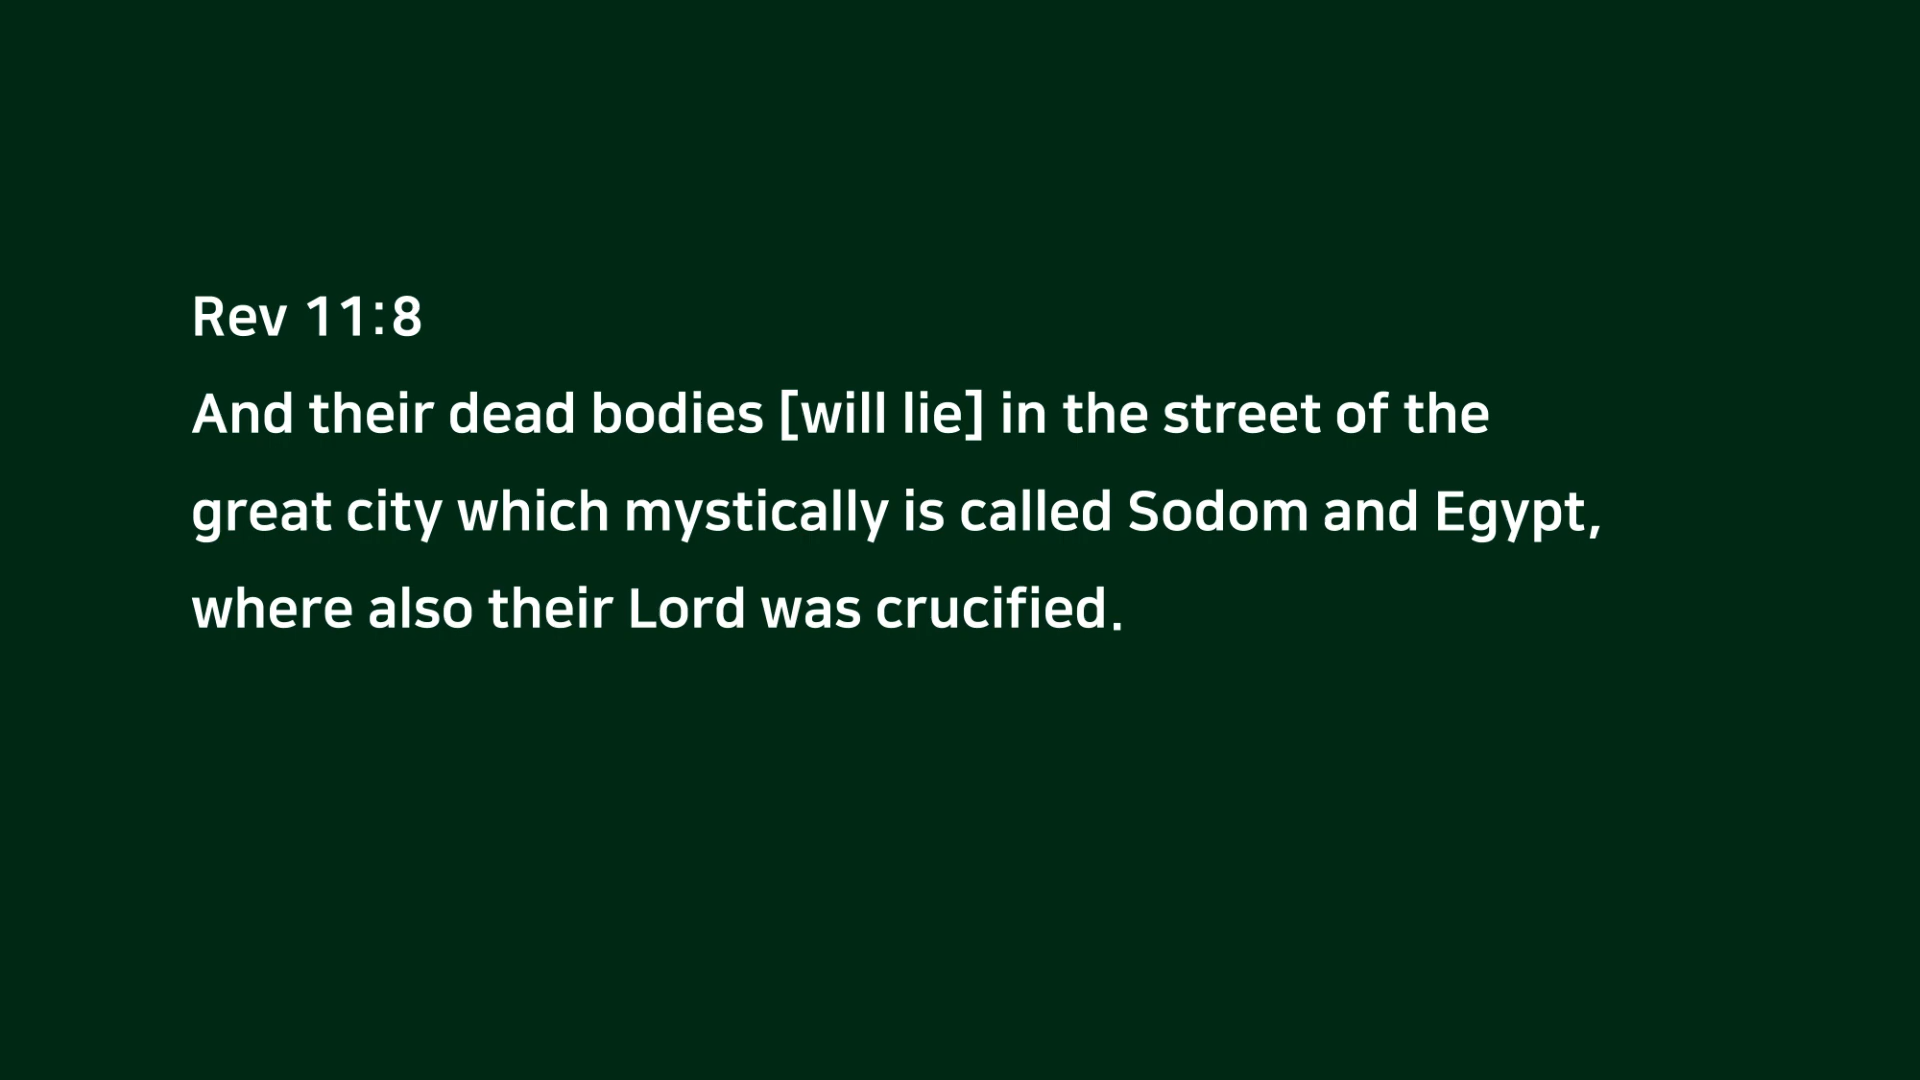 Rev 11:8
And their dead bodies [will lie] in the street of the
great city which mystically is called Sodom and Egypt,
where also their Lord was crucified.